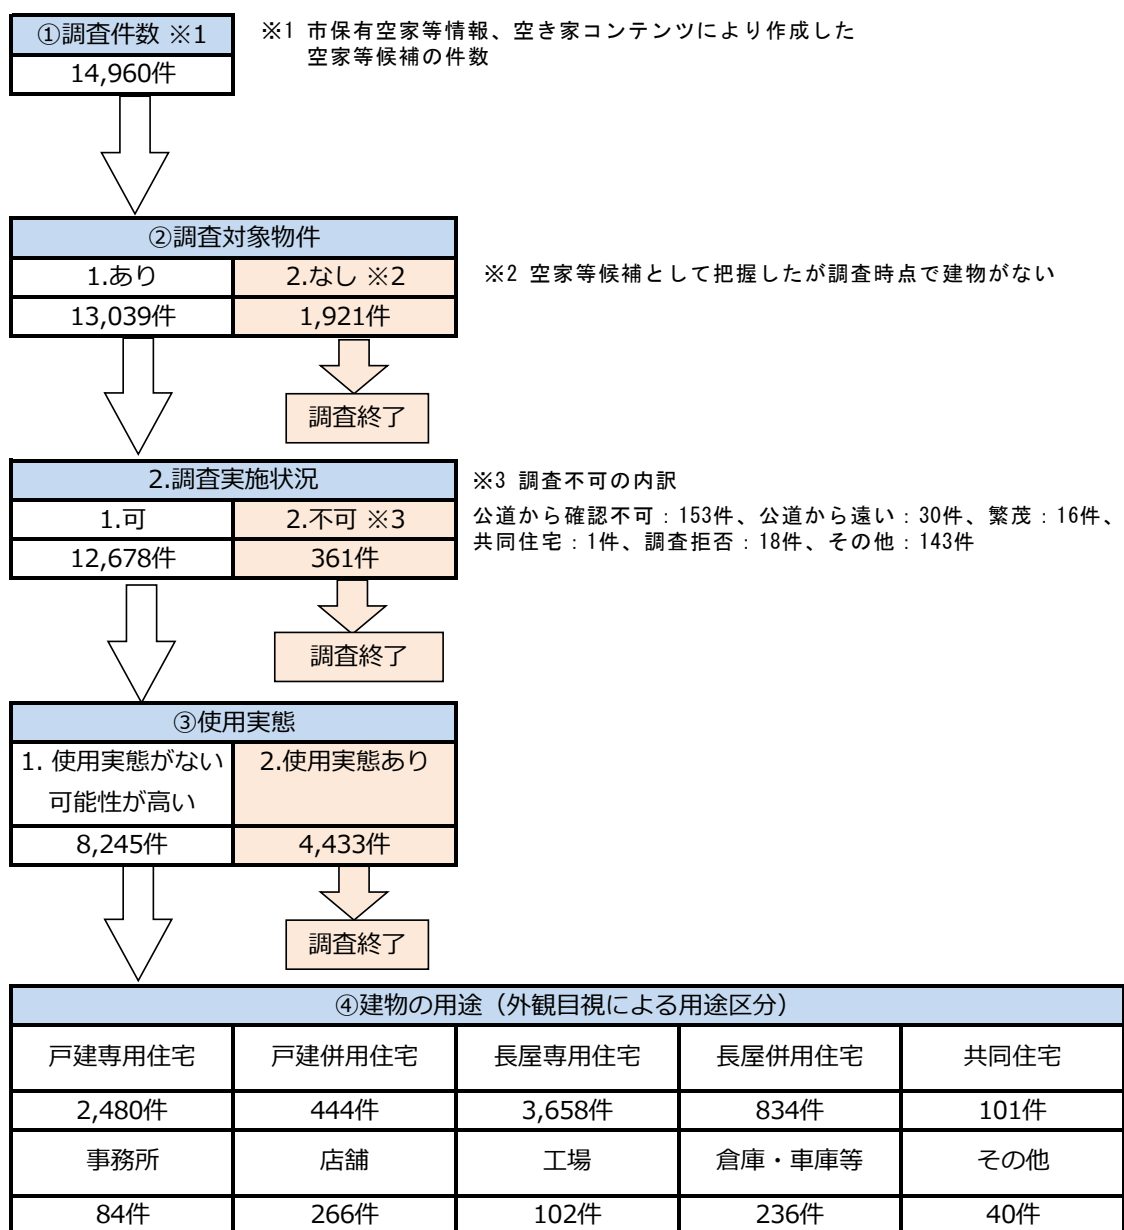 ①調査件数 ※1
14,960件
※1 市保有空家等情報、空き家コンテンツにより作成した
空家等候補の件数
②調査対象物件
1.あり 2.なし ※2
13,039件 1,921件
※2 空家等候補として把握したが調査時点で建物がない
調査終了
2.調査実施状況
1.可 2.不可 ※3
12,678件 361件
※3 調査不可の内訳
公道から確認不可：153件、公道から遠い：30件、繁茂：16件、
共同住宅：1件、調査拒否：18件、その他：143件
調査終了
③使用実態
1. 使用実態がない 2.使用実態あり
可能性が高い
8,245件 4,433件
調査終了
④建物の用途（外観目視による用途区分）
戸建専用住宅 戸建併用住宅 長屋専用住宅 長屋併用住宅 共同住宅
2,480件 444件 3,658件 834件 101件
事務所 店舗 工場 倉庫・車庫等 その他
84件 266件 102件 236件 40件